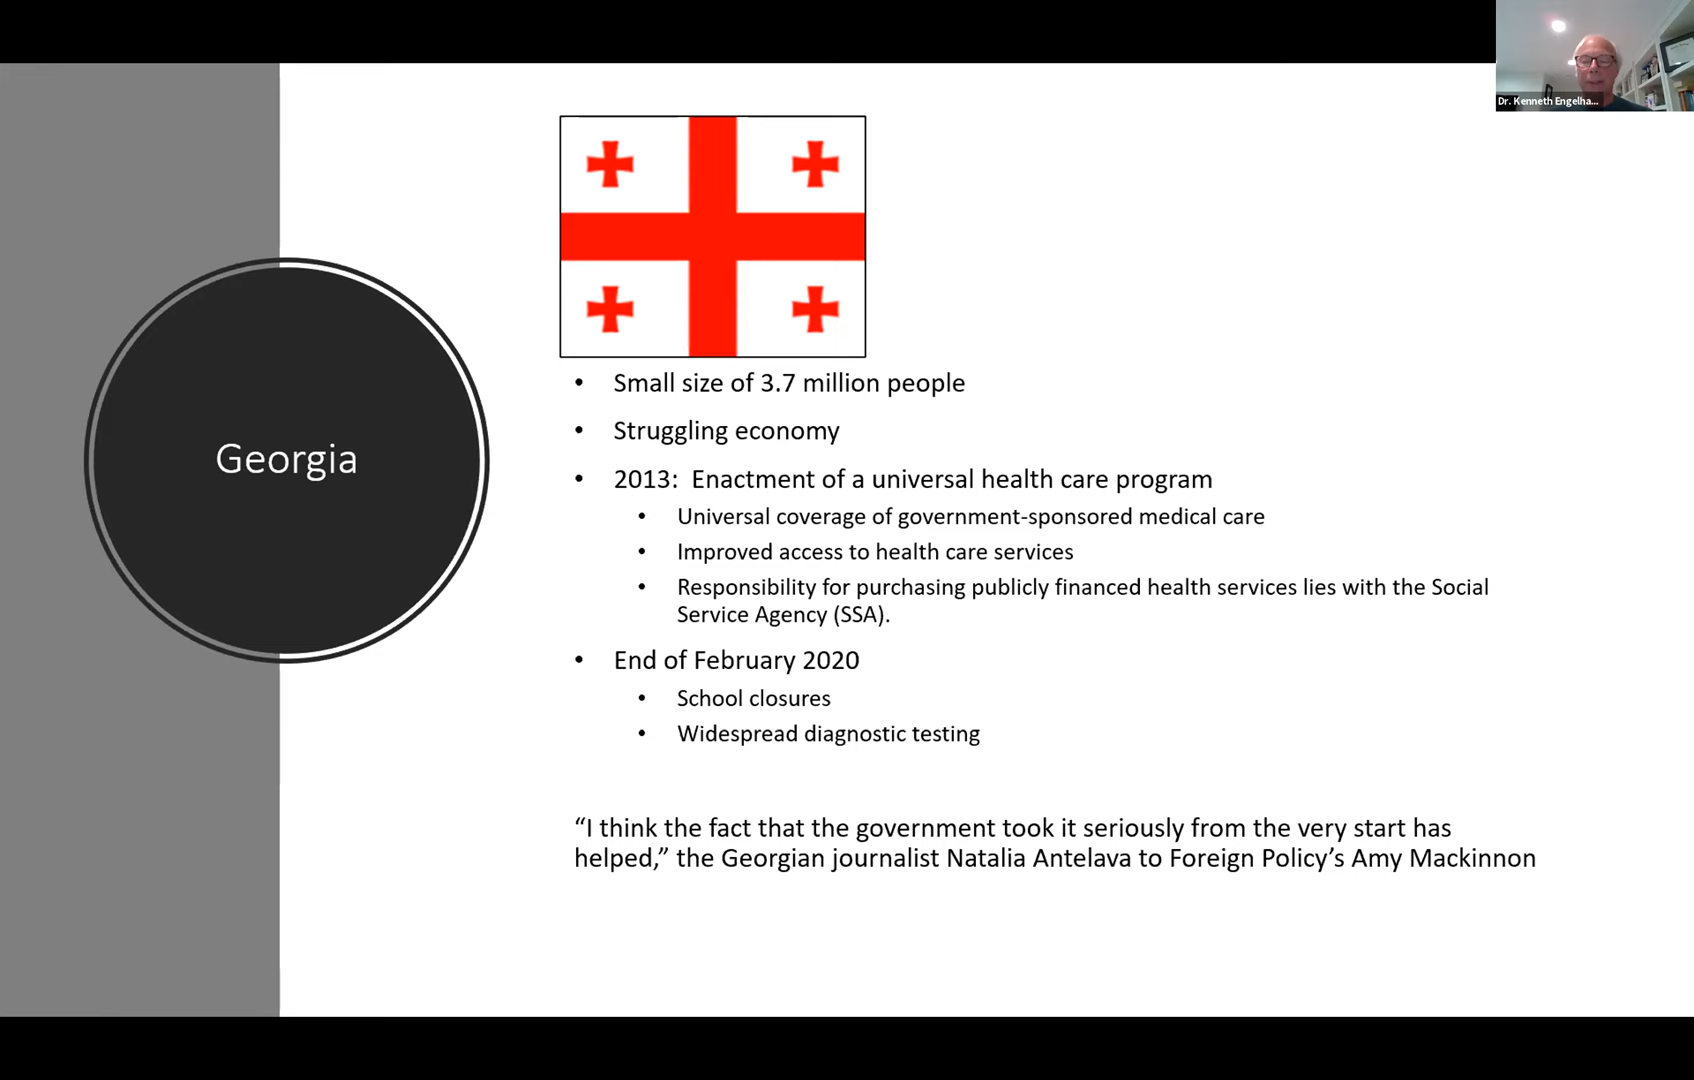 Dr. Kenneth Engelha...
Georgia
• Small size of 3.7 million people
• Struggling economy
• 2013:  Enactment of a universal health care program
• Universal coverage of government-sponsored medical care
• Improved access to health care services
• Responsibility for purchasing publicly financed health services lies with the Social
Service Agency (SSA).
• End of February 2020
• School closures
• Widespread diagnostic testing
“I think the fact that the government took it seriously from the very start has
helped,” the Georgian journalist Natalia Antelava to Foreign Policy’s Amy Mackinnon